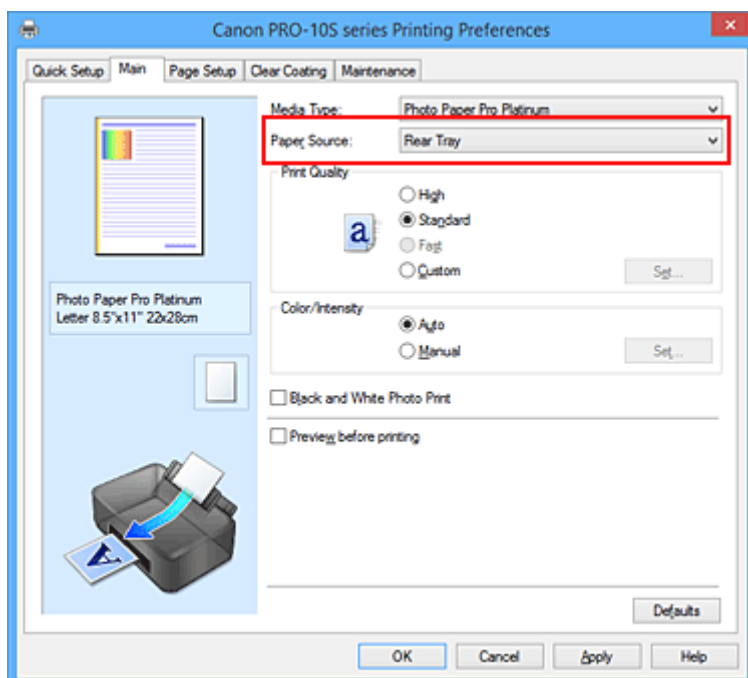 Canon PRO-10S series Printing Preferences
Quick Setup Main Page Setup Clear Coating Maintenance
Media Type: Photo Paper Pro Platinum
Paper Source: Rear Tray
Print Quality
High
Standard
Fast
Custom Set...
a
Photo Paper Pro Platinum
Letter 8.5"x11" 22x28cm
Color/Intensity
Auto
Manual Set...
Black and White Photo Print
Preview before printing
A
Defaults
OK Cancel Apply Help